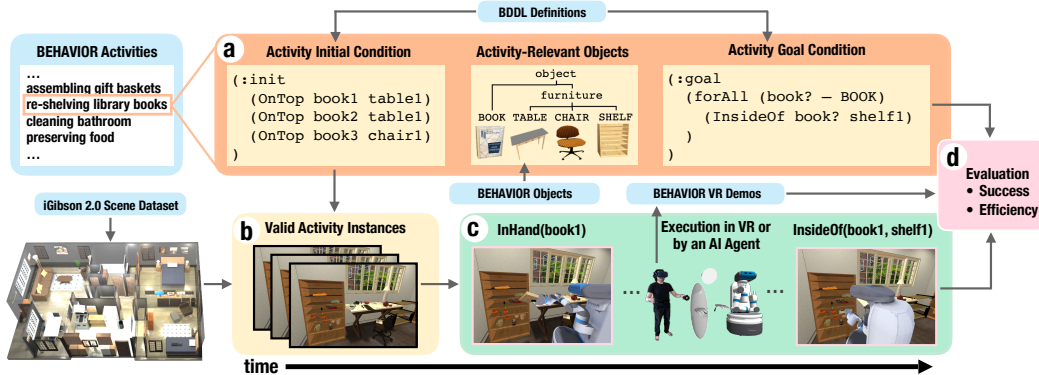 BDDL Definitions
BEHAVIOR Activities
...
assembling gift baskets
re-shelving library books
cleaning bathroom
preserving food
...
a
Activity Initial Condition
(:init
(OnTop book1 table1)
(OnTop book2 table1)
(OnTop book3 chair1)
)
Activity-Relevant Objects
object
furniture
BOOK TABLE CHAIR SHELF
Activity Goal Condition
(:goal
(forAll (book? – BOOK)
(InsideOf book? shelf1)
)
)
d
Evaluation
• Success
• Efficiency
BEHAVIOR Objects
BEHAVIOR VR Demos
iGibson 2.0 Scene Dataset
b
Valid Activity Instances
c
InHand(book1)
Execution in VR or
by an AI Agent
InsideOf(book1, shelf1)
...
...
time